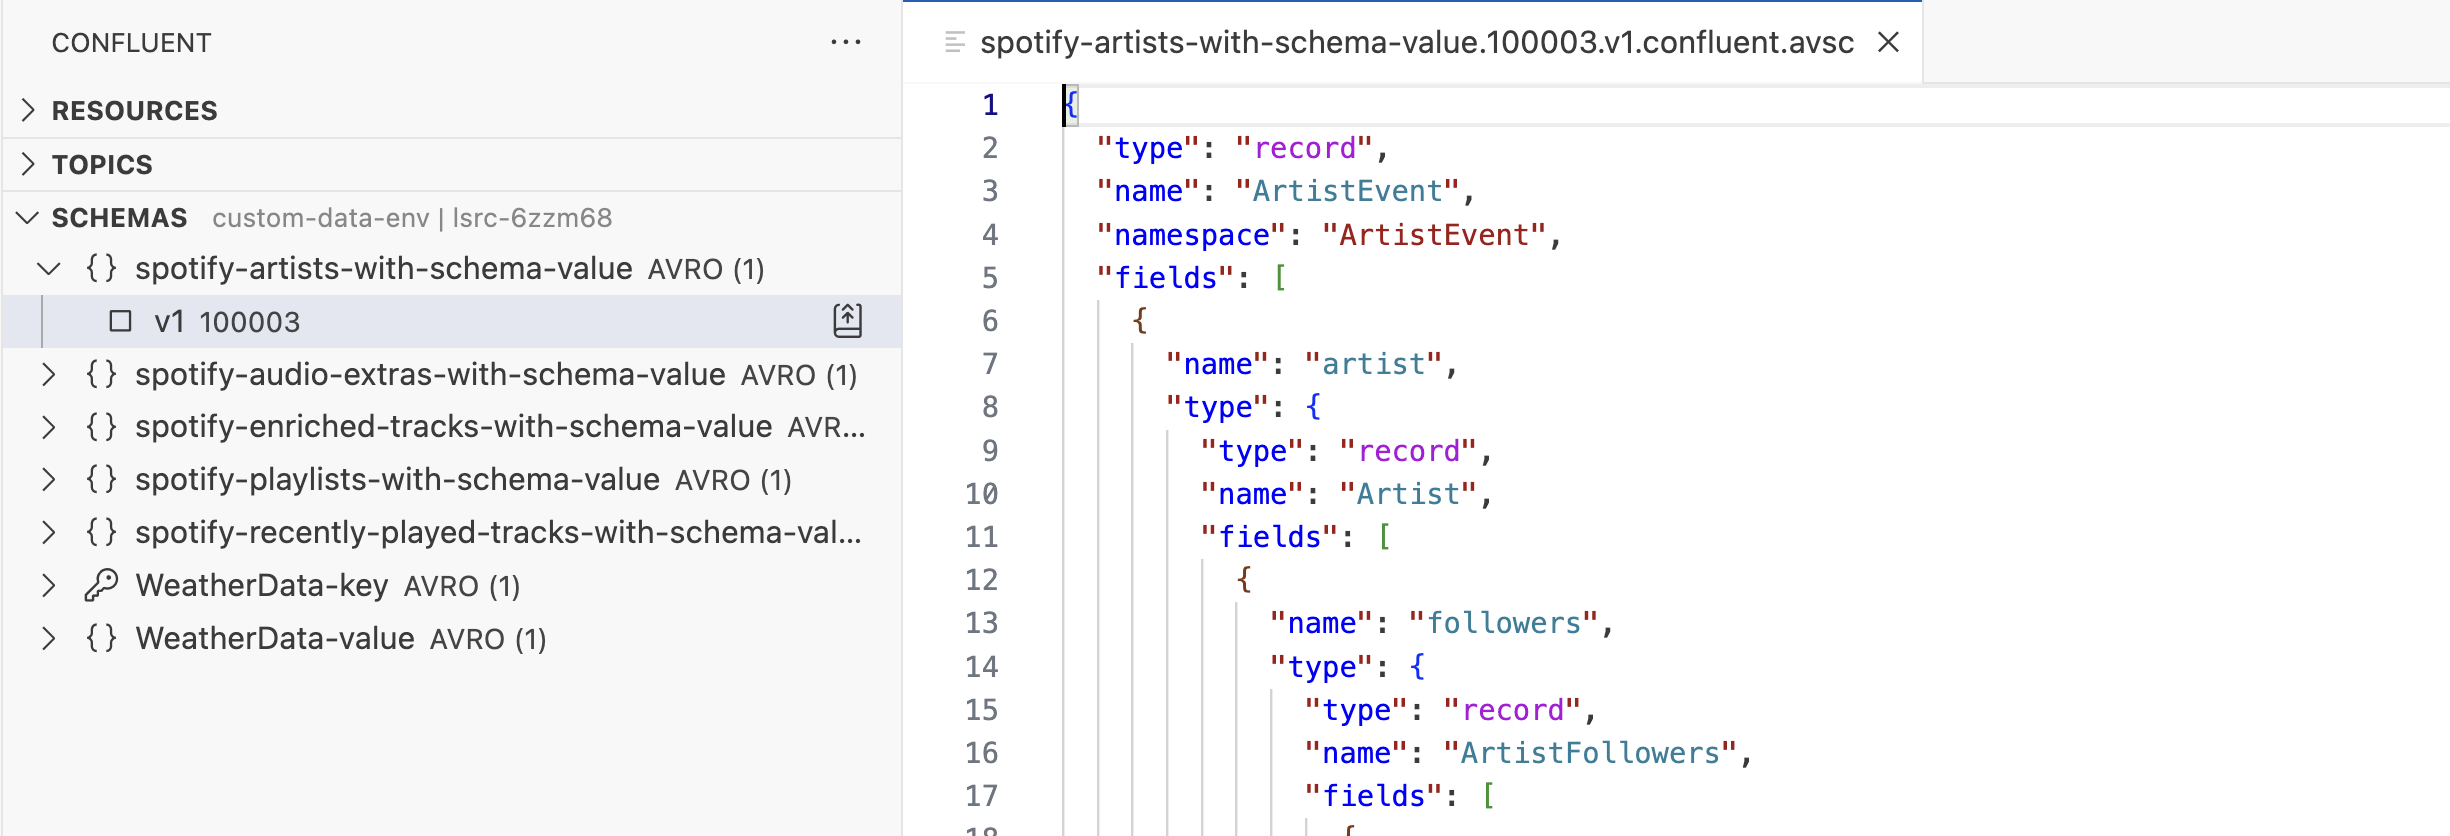 CONFLUENT
RESOURCES
TOPICS
SCHEMAS custom-data-env | lsrc-6zzm68
{} spotify-artists-with-schema-value AVRO (1)
v1 100003
{} spotify-audio-extras-with-schema-value AVRO (1)
{} spotify-enriched-tracks-with-schema-value AVR...
{} spotify-playlists-with-schema-value AVRO (1)
{} spotify-recently-played-tracks-with-schema-val...
WeatherData-key AVRO (1)
{} WeatherData-value AVRO (1)
spotify-artists-with-schema-value.100003.v1.confluent.avsc
1 {
2 "type": "record",
3 "name": "ArtistEvent",
4 "namespace": "ArtistEvent",
5 "fields": [
6 {
7 "name": "artist",
8 "type": {
9 "type": "record",
10 "name": "Artist",
11 "fields": [
12 {
13 "name": "followers",
14 "type": {
15 "type": "record",
16 "name": "ArtistFollowers",
17 "fields": [
18 {